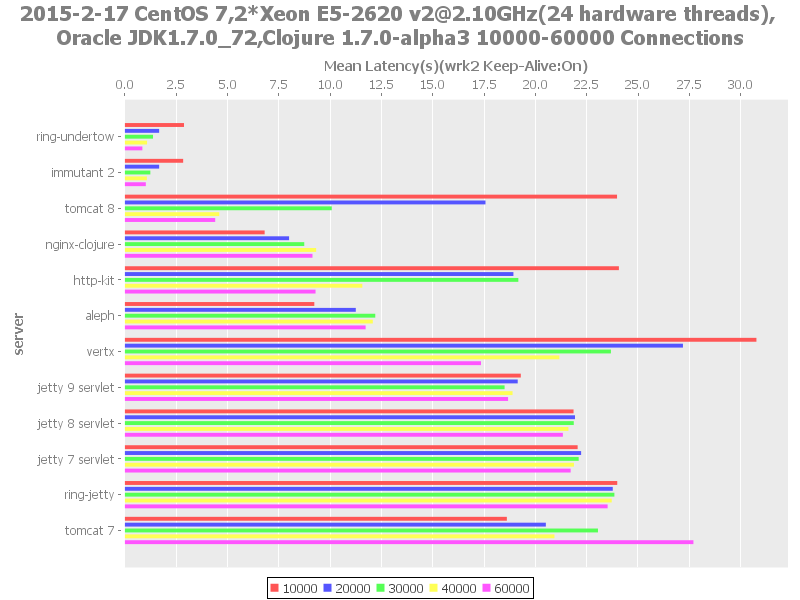 2015-2-17 CentOS 7,2*Xeon E5-2620 v2@2.10GHz(24 hardware threads),
Oracle JDK1.7.0_72,Clojure 1.7.0-alpha3 10000-60000 Connections
Mean Latency(s)(wrk2 Keep-Alive:On)
0.0 2.5 5.0 7.5 10.0 12.5 15.0 17.5 20.0 22.5 25.0 27.5 30.0
ring-undertow
immutant 2
tomcat 8
nginx-clojure
http-kit
aleph
server
vertx
jetty 9 servlet
jetty 8 servlet
jetty 7 servlet
ring-jetty
tomcat 7
10000 20000 30000 40000 60000